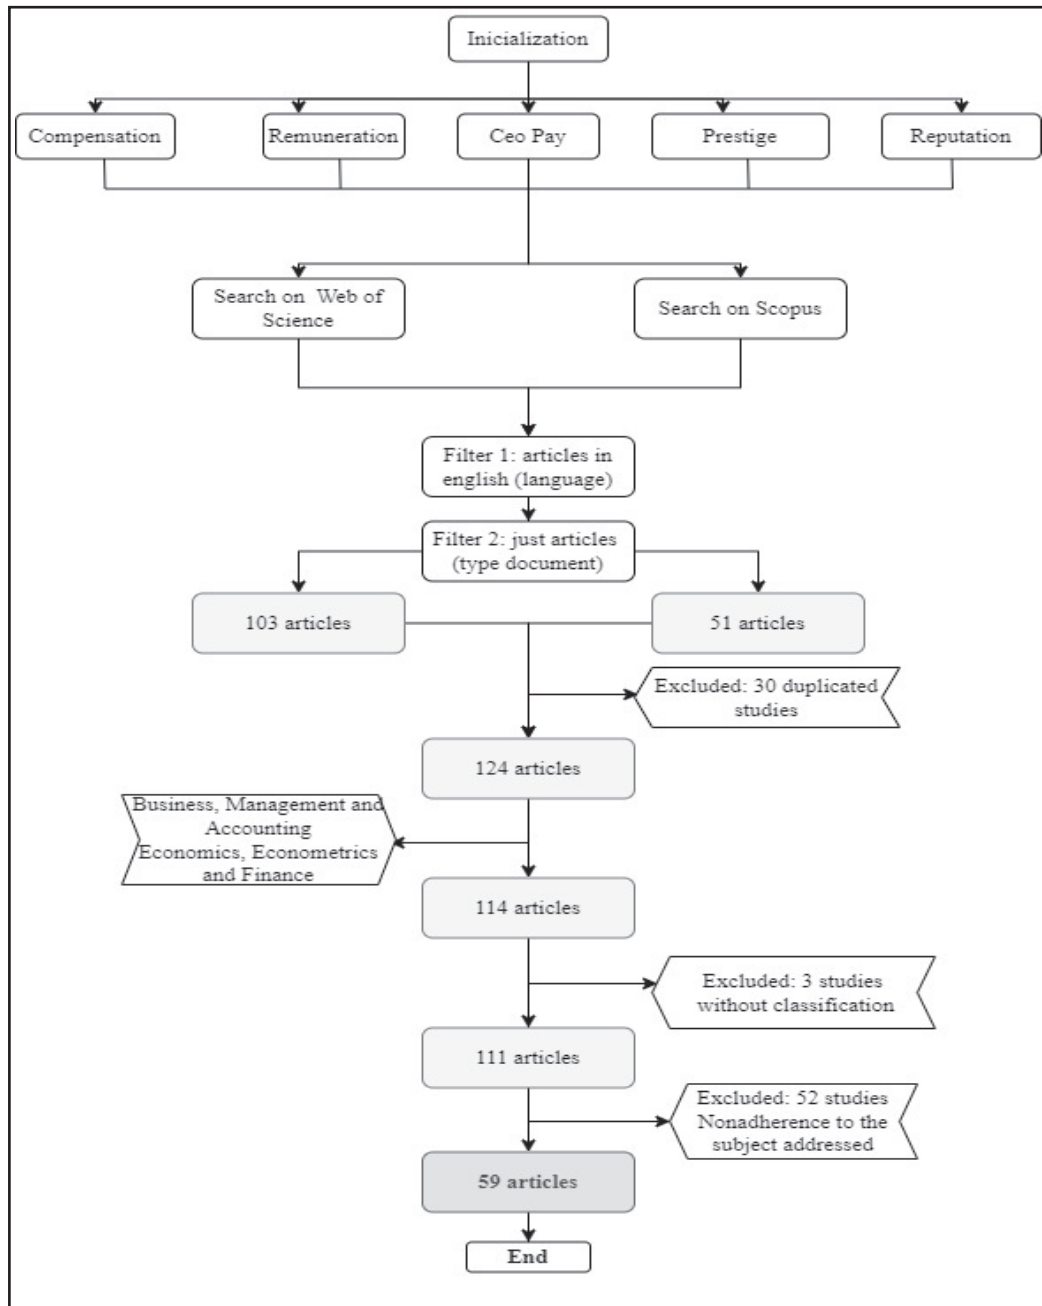 Inicialization
Compensation
Remuneration
Ceo Pay
Prestige
Reputation
Search on Web of
Science
Search on Scopus
Filter 1: articles in
english (language)
Filter 2: just articles
(type document)
103 articles
51 articles
Excluded: 30 duplicated
studies
124 articles
Business, Management and
Accounting
Economics, Econometrics
and Finance
114 articles
Excluded: 3 studies
without classification
111 articles
Excluded: 52 studies
Nonadherence to the
subject addressed
59 articles
End